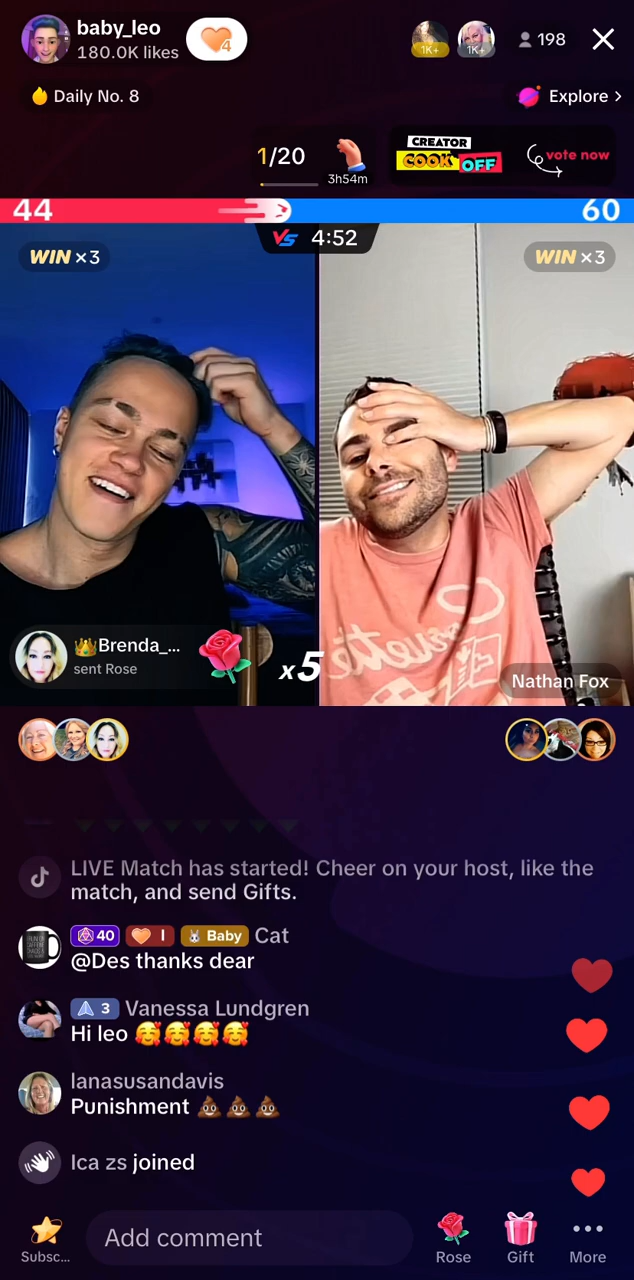 baby_leo
180.0K likes
4
1K+
1K+
198
Daily No. 8
Explore >
1/20
3h54m
CREATOR
COOK OFF
vote now
44
60
VS 4:52
WIN ×3
WIN ×3
Brenda_...
sent Rose
x5
Nathan Fox
LIVE Match has started! Cheer on your host, like the
match, and send Gifts.
40 I Baby Cat
@Des thanks dear
3 Vanessa Lundgren
Hi leo 🥰🥰🥰🥰
lanasusandavis
Punishment 💩💩💩
Ica zs joined
Subsc...
Add comment
Rose
Gift
More